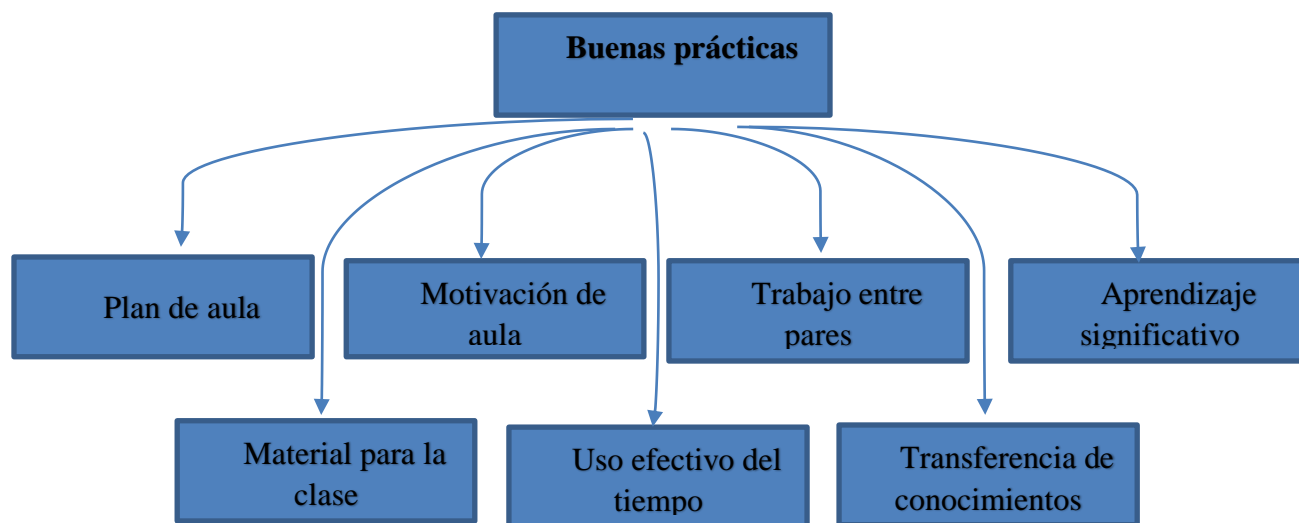 Buenas prácticas
Plan de aula
Motivación de
aula
Trabajo entre
pares
Aprendizaje
significativo
Material para la
clase
Uso efectivo del
tiempo
Transferencia de
conocimientos